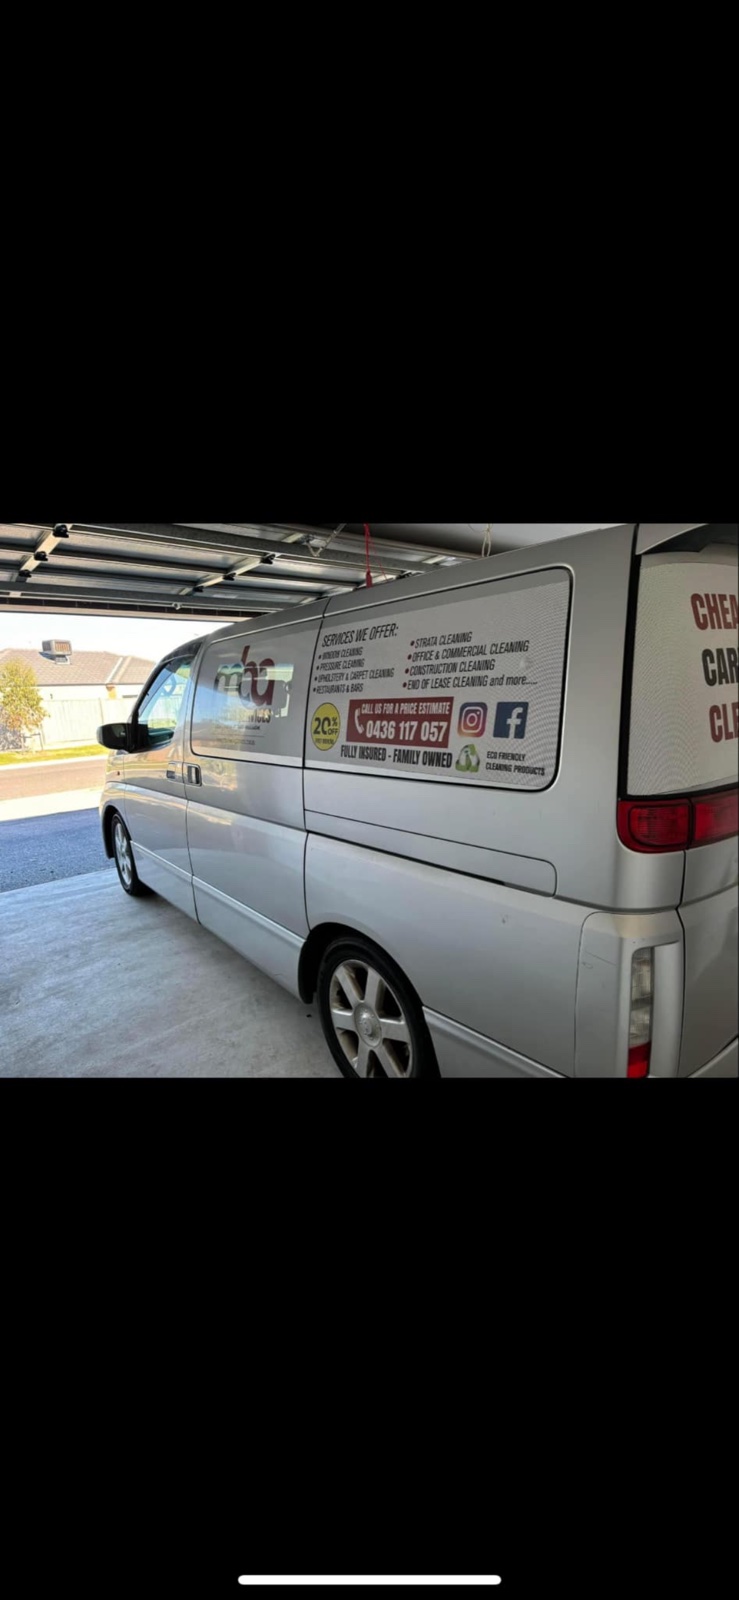 mbq
SERVICES WE OFFER:
• WINDOW CLEANING
• PRESSURE CLEANING
• UPHOLSTERY & CARPET CLEANING
• RESTAURANTS & BARS
• STRATA CLEANING
• OFFICE & COMMERCIAL CLEANING
• CONSTRUCTION CLEANING
• END OF LEASE CLEANING and more.....
20% OFF
CALL US FOR A PRICE ESTIMATE
0436 117 057
FULLY INSURED - FAMILY OWNED
ECO FRIENDLY
CLEANING PRODUCTS
CHEA
CAR
CLE